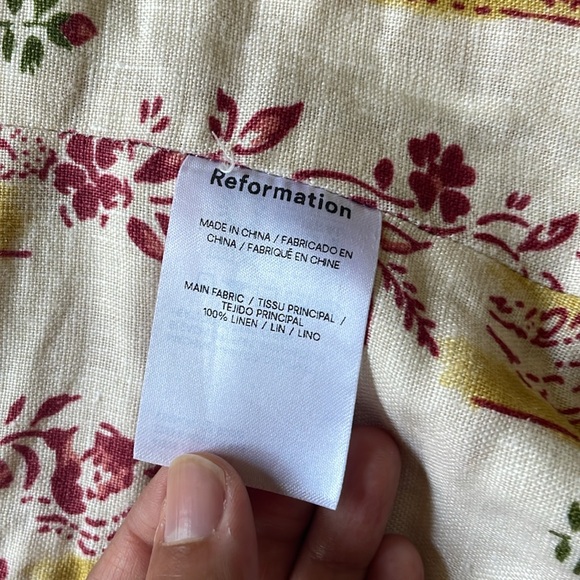 Reformation
MADE IN CHINA / FABRICADO EN
CHINA / FABRIQUÉ EN CHINE
MAIN FABRIC / TISSU PRINCIPAL /
TEJIDO PRINCIPAL
100% LINEN / LIN / LINO